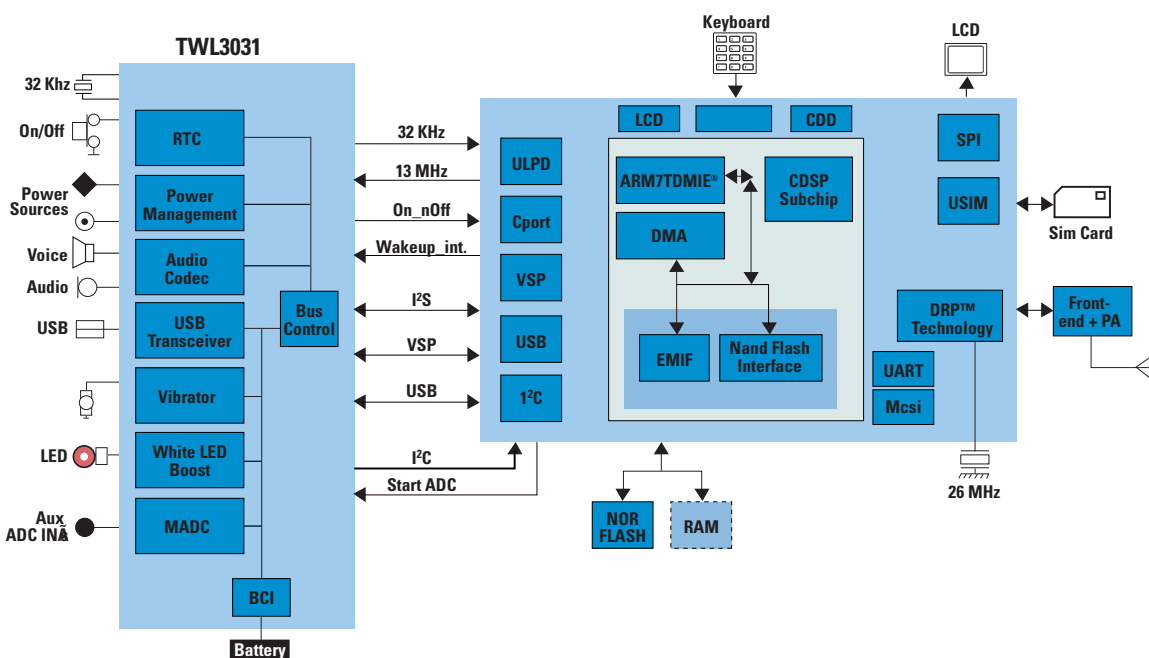 TWL3031
32 Khz
On/Off
Power
Sources
Voice
Audio
USB
LED
Aux
ADC INÃ
RTC
Power
Management
Audio
Codec
USB
Transceiver
Vibrator
White LED
Boost
MADC
Bus
Control
BCI
Battery
32 KHz
13 MHz
On_nOff
Wakeup_int.
I²S
VSP
USB
I²C
Start ADC
ULPD
Cport
VSP
USB
1²C
Keyboard
LCD
CDD
ARM7TDMIE®
CDSP
Subchip
DMA
EMIF
Nand Flash
Interface
NOR
FLASH
RAM
LCD
SPI
USIM
Sim Card
DRP™
Technology
Front-
end + PA
UART
Mcsi
26 MHz